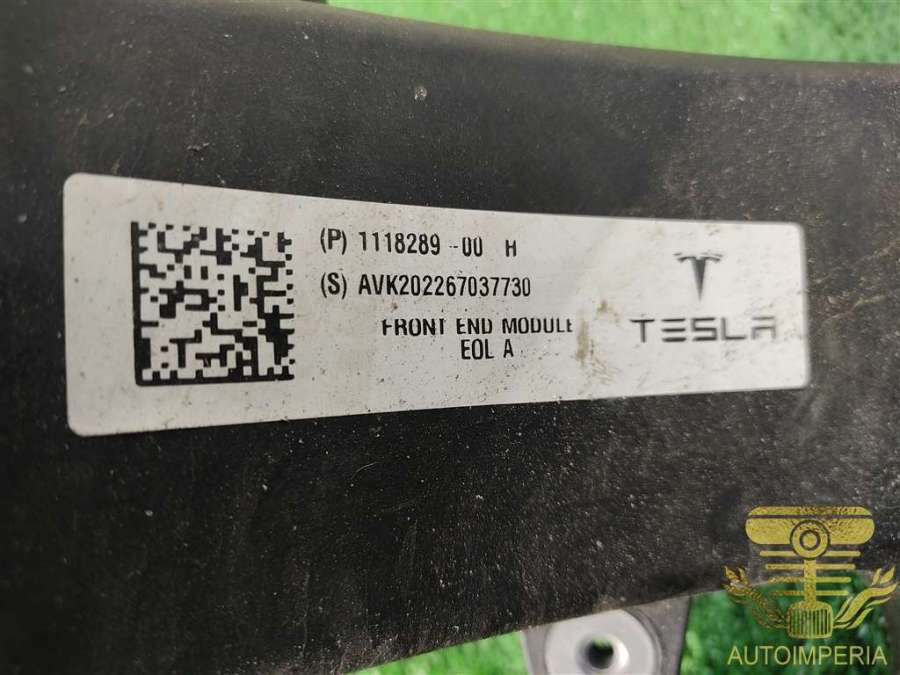 (P) 1118289-00 H
(S) AVK202267037730
FRONT END MODULE
EOL A
TESLA
AUTOIMPERIA